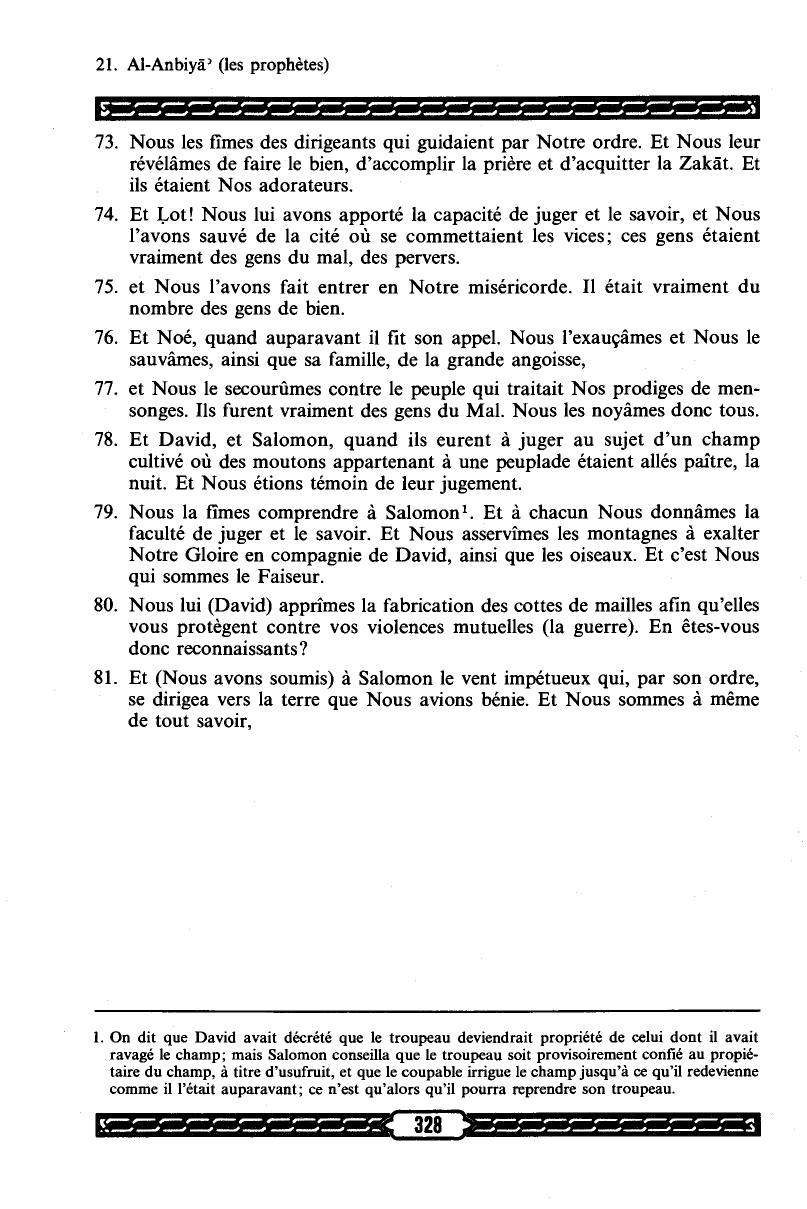 21. Al-Anbiyāʾ (les prophètes)
73. Nous les fîmes des dirigeants qui guidaient par Notre ordre. Et Nous leur
révélâmes de faire le bien, d'accomplir la prière et d'acquitter la Zakāt. Et
ils étaient Nos adorateurs.
74. Et Ḷot! Nous lui avons apporté la capacité de juger et le savoir, et Nous
l'avons sauvé de la cité où se commettaient les vices; ces gens étaient
vraiment des gens du mal, des pervers.
75. et Nous l'avons fait entrer en Notre miséricorde. Il était vraiment du
nombre des gens de bien.
76. Et Noé, quand auparavant il fit son appel. Nous l'exauçâmes et Nous le
sauvâmes, ainsi que sa famille, de la grande angoisse,
77. et Nous le secourûmes contre le peuple qui traitait Nos prodiges de men-
songes. Ils furent vraiment des gens du Mal. Nous les noyâmes donc tous.
78. Et David, et Salomon, quand ils eurent à juger au sujet d'un champ
cultivé où des moutons appartenant à une peuplade étaient allés paître, la
nuit. Et Nous étions témoin de leur jugement.
79. Nous la fîmes comprendre à Salomon¹. Et à chacun Nous donnâmes la
faculté de juger et le savoir. Et Nous asservîmes les montagnes à exalter
Notre Gloire en compagnie de David, ainsi que les oiseaux. Et c'est Nous
qui sommes le Faiseur.
80. Nous lui (David) apprîmes la fabrication des cottes de mailles afin qu'elles
vous protègent contre vos violences mutuelles (la guerre). En êtes-vous
donc reconnaissants?
81. Et (Nous avons soumis) à Salomon le vent impétueux qui, par son ordre,
se dirigea vers la terre que Nous avions bénie. Et Nous sommes à même
de tout savoir,
1. On dit que David avait décrété que le troupeau deviendrait propriété de celui dont il avait
ravagé le champ; mais Salomon conseilla que le troupeau soit provisoirement confié au propié-
taire du champ, à titre d'usufruit, et que le coupable irrigue le champ jusqu'à ce qu'il redevienne
comme il l'était auparavant; ce n'est qu'alors qu'il pourra reprendre son troupeau.
328